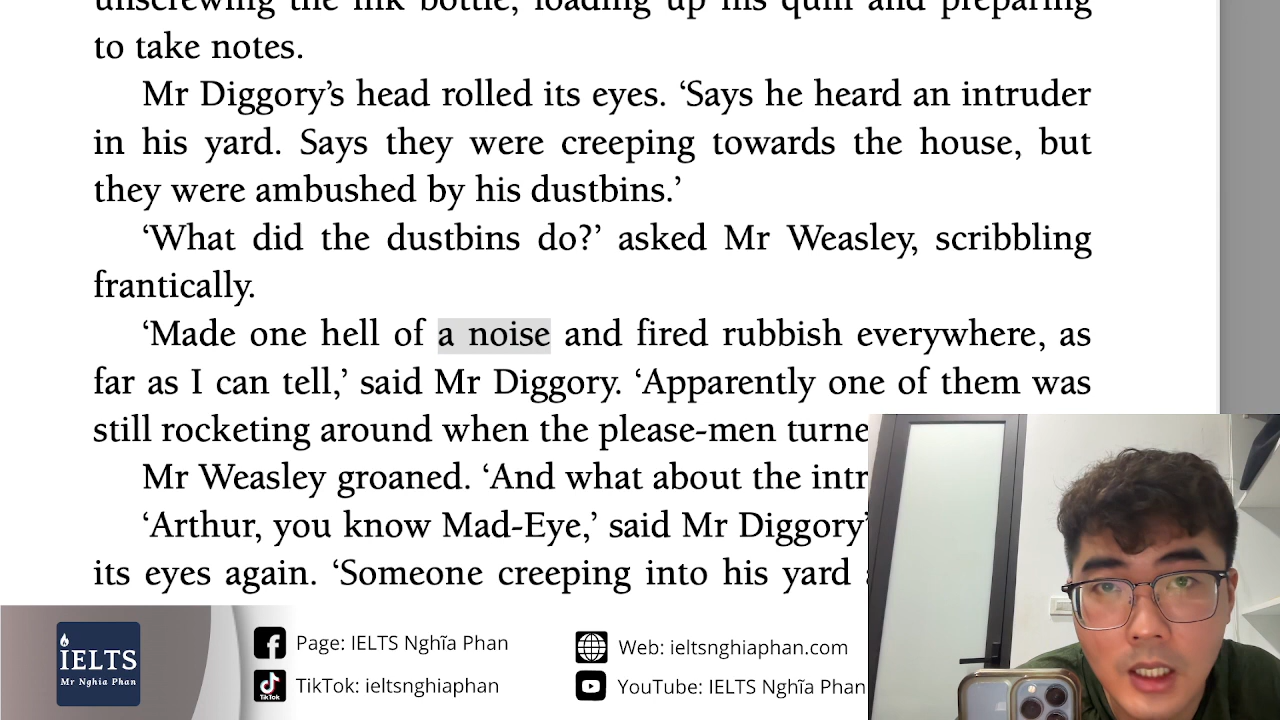 unscrewing the ink bottle, loading up his quill and preparing
to take notes.
Mr Diggory’s head rolled its eyes. ‘Says he heard an intruder
in his yard. Says they were creeping towards the house, but
they were ambushed by his dustbins.’
‘What did the dustbins do?’ asked Mr Weasley, scribbling
frantically.
‘Made one hell of a noise and fired rubbish everywhere, as
far as I can tell,’ said Mr Diggory. ‘Apparently one of them was
still rocketing around when the please-men turne
Mr Weasley groaned. ‘And what about the intr
‘Arthur, you know Mad-Eye,’ said Mr Diggory’
its eyes again. ‘Someone creeping into his yard
IELTS
Mr Nghia Phan
Page: IELTS Nghĩa Phan
TikTok
TikTok: ieltsnghiaphan
Web: ieltsnghiaphan.com
YouTube: IELTS Nghĩa Phan